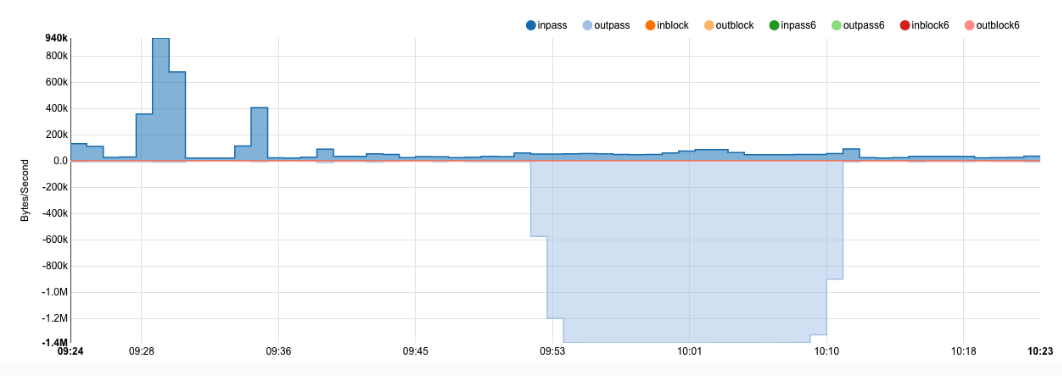 inpass outpass inblock outblock inpass6 outpass6 inblock6 outblock6
940k
800k
600k
400k
200k
0.0
-200k
-400k
-600k
-800k
-1.0M
-1.2M
-1.4M
Bytes/Second
09:24 09:28 09:36 09:45 09:53 10:01 10:10 10:18 10:23